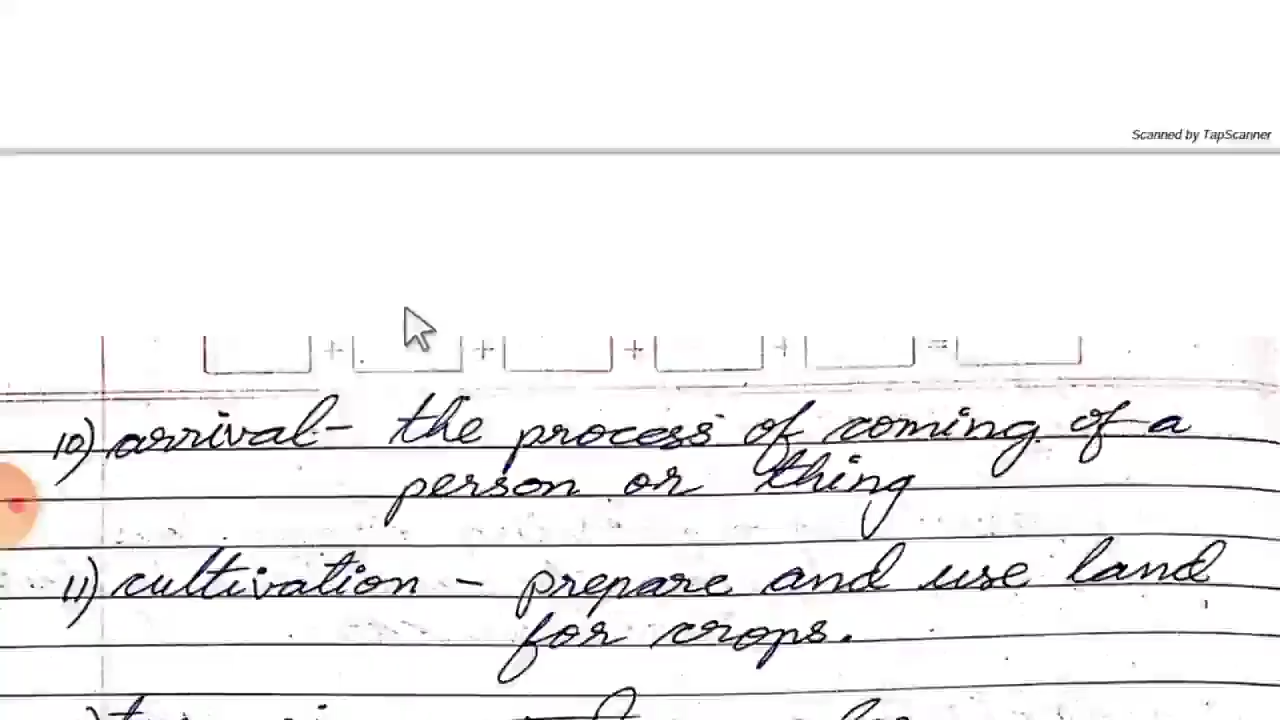 Scanned by TapScanner
+ + + + =
10) arrival - the process of coming of a
person or thing
11) cultivation - prepare and use land
for crops.